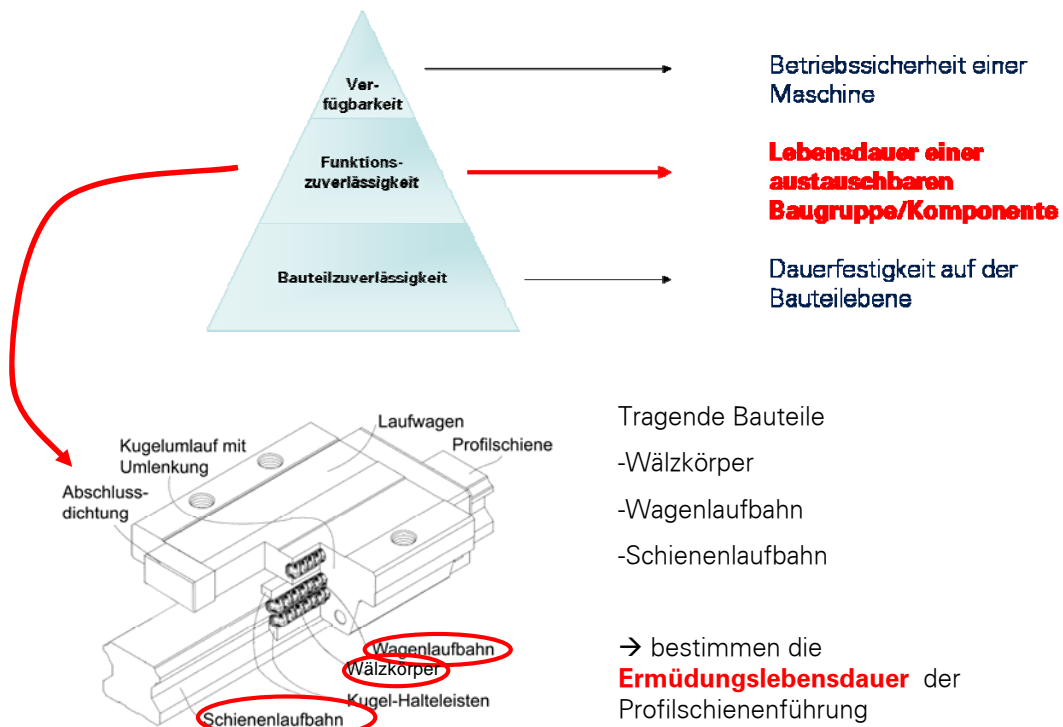 Ver-
fügbarkeit
Betriebssicherheit einer
Maschine
Funktions-
zuverlässigkeit
Lebensdauer einer
austauschbaren
Baugruppe/Komponente
Bauteilzuverlässigkeit
Dauerfestigkeit auf der
Bauteilebene
Laufwagen
Kugelumlauf mit
Umlenkung
Profilschiene
Abschluss-
dichtung
Wagenlaufbahn
Wälzkörper
Kugel-Halteleisten
Schienenlaufbahn
Tragende Bauteile
-Wälzkörper
-Wagenlaufbahn
-Schienenlaufbahn
→ bestimmen die
Ermüdungslebensdauer der
Profilschienenführung